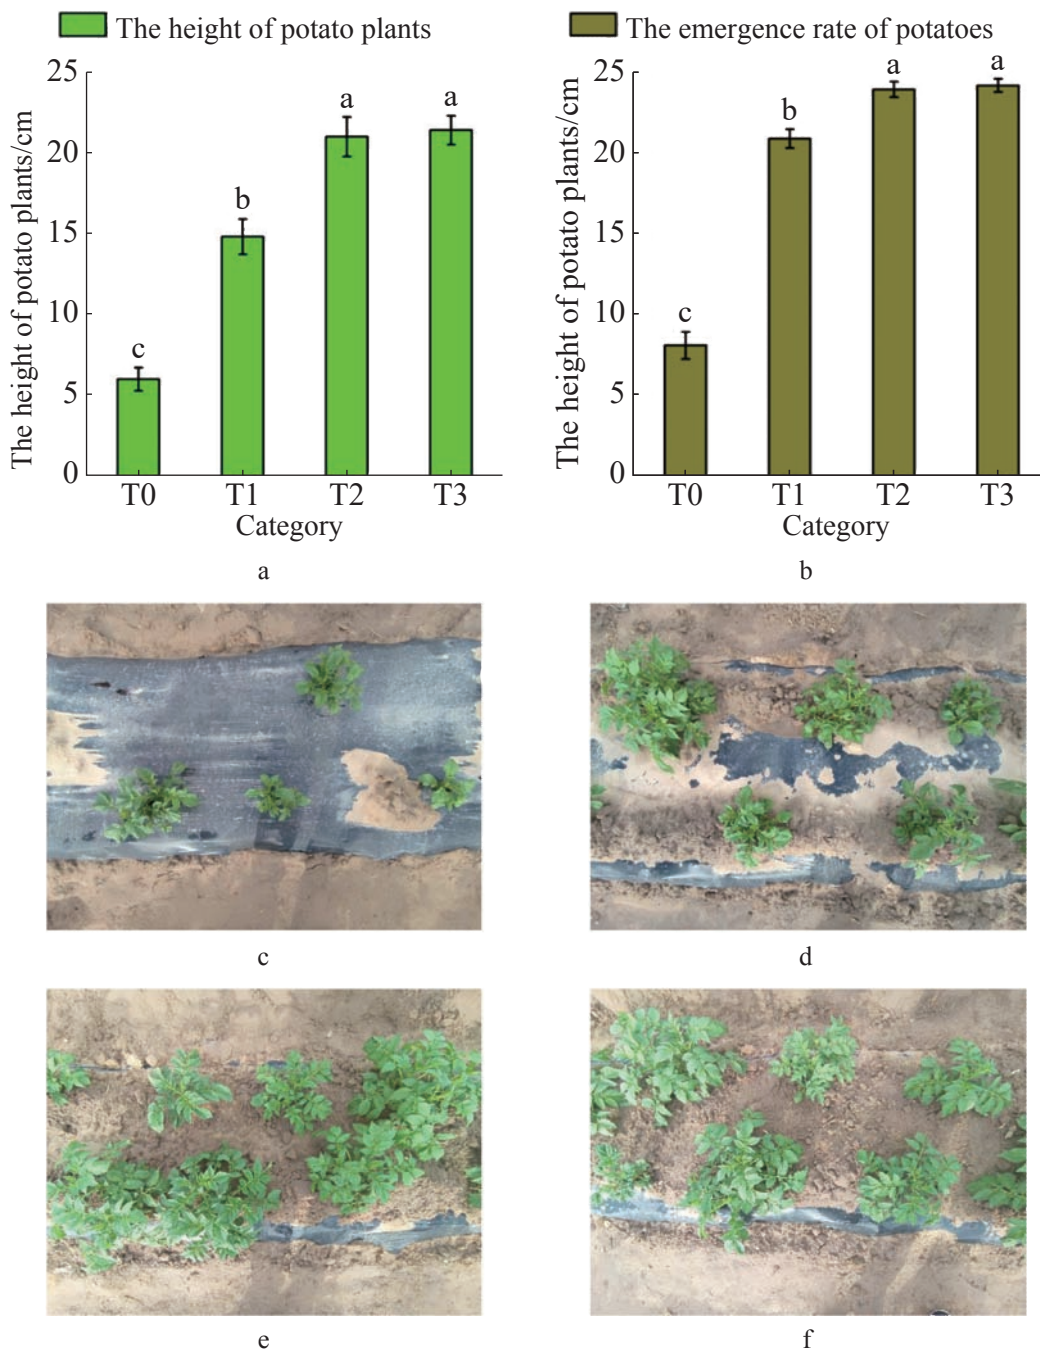 The height of potato plants
The height of potato plants/cm
25
20
15
10
5
0
c
b
a
a
T0 T1 T2 T3
Category
a
The emergence rate of potatoes
The height of potato plants/cm
25
20
15
10
5
0
c
b
a
a
T0 T1 T2 T3
Category
b
c
d
e
f